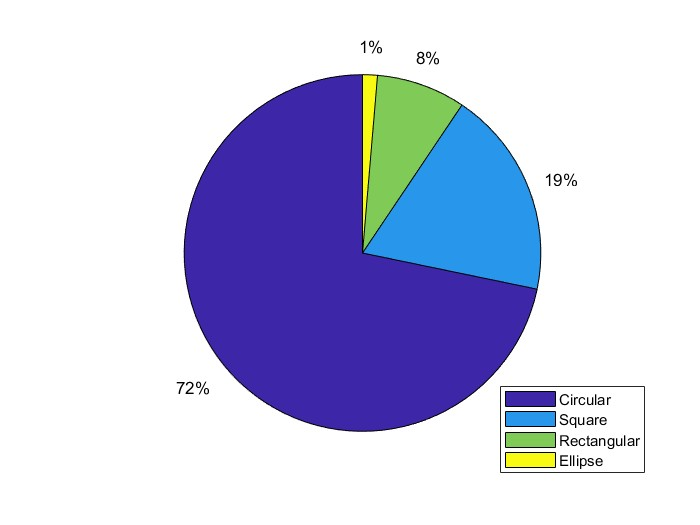 1%
8%
19%
72%
Circular
Square
Rectangular
Ellipse